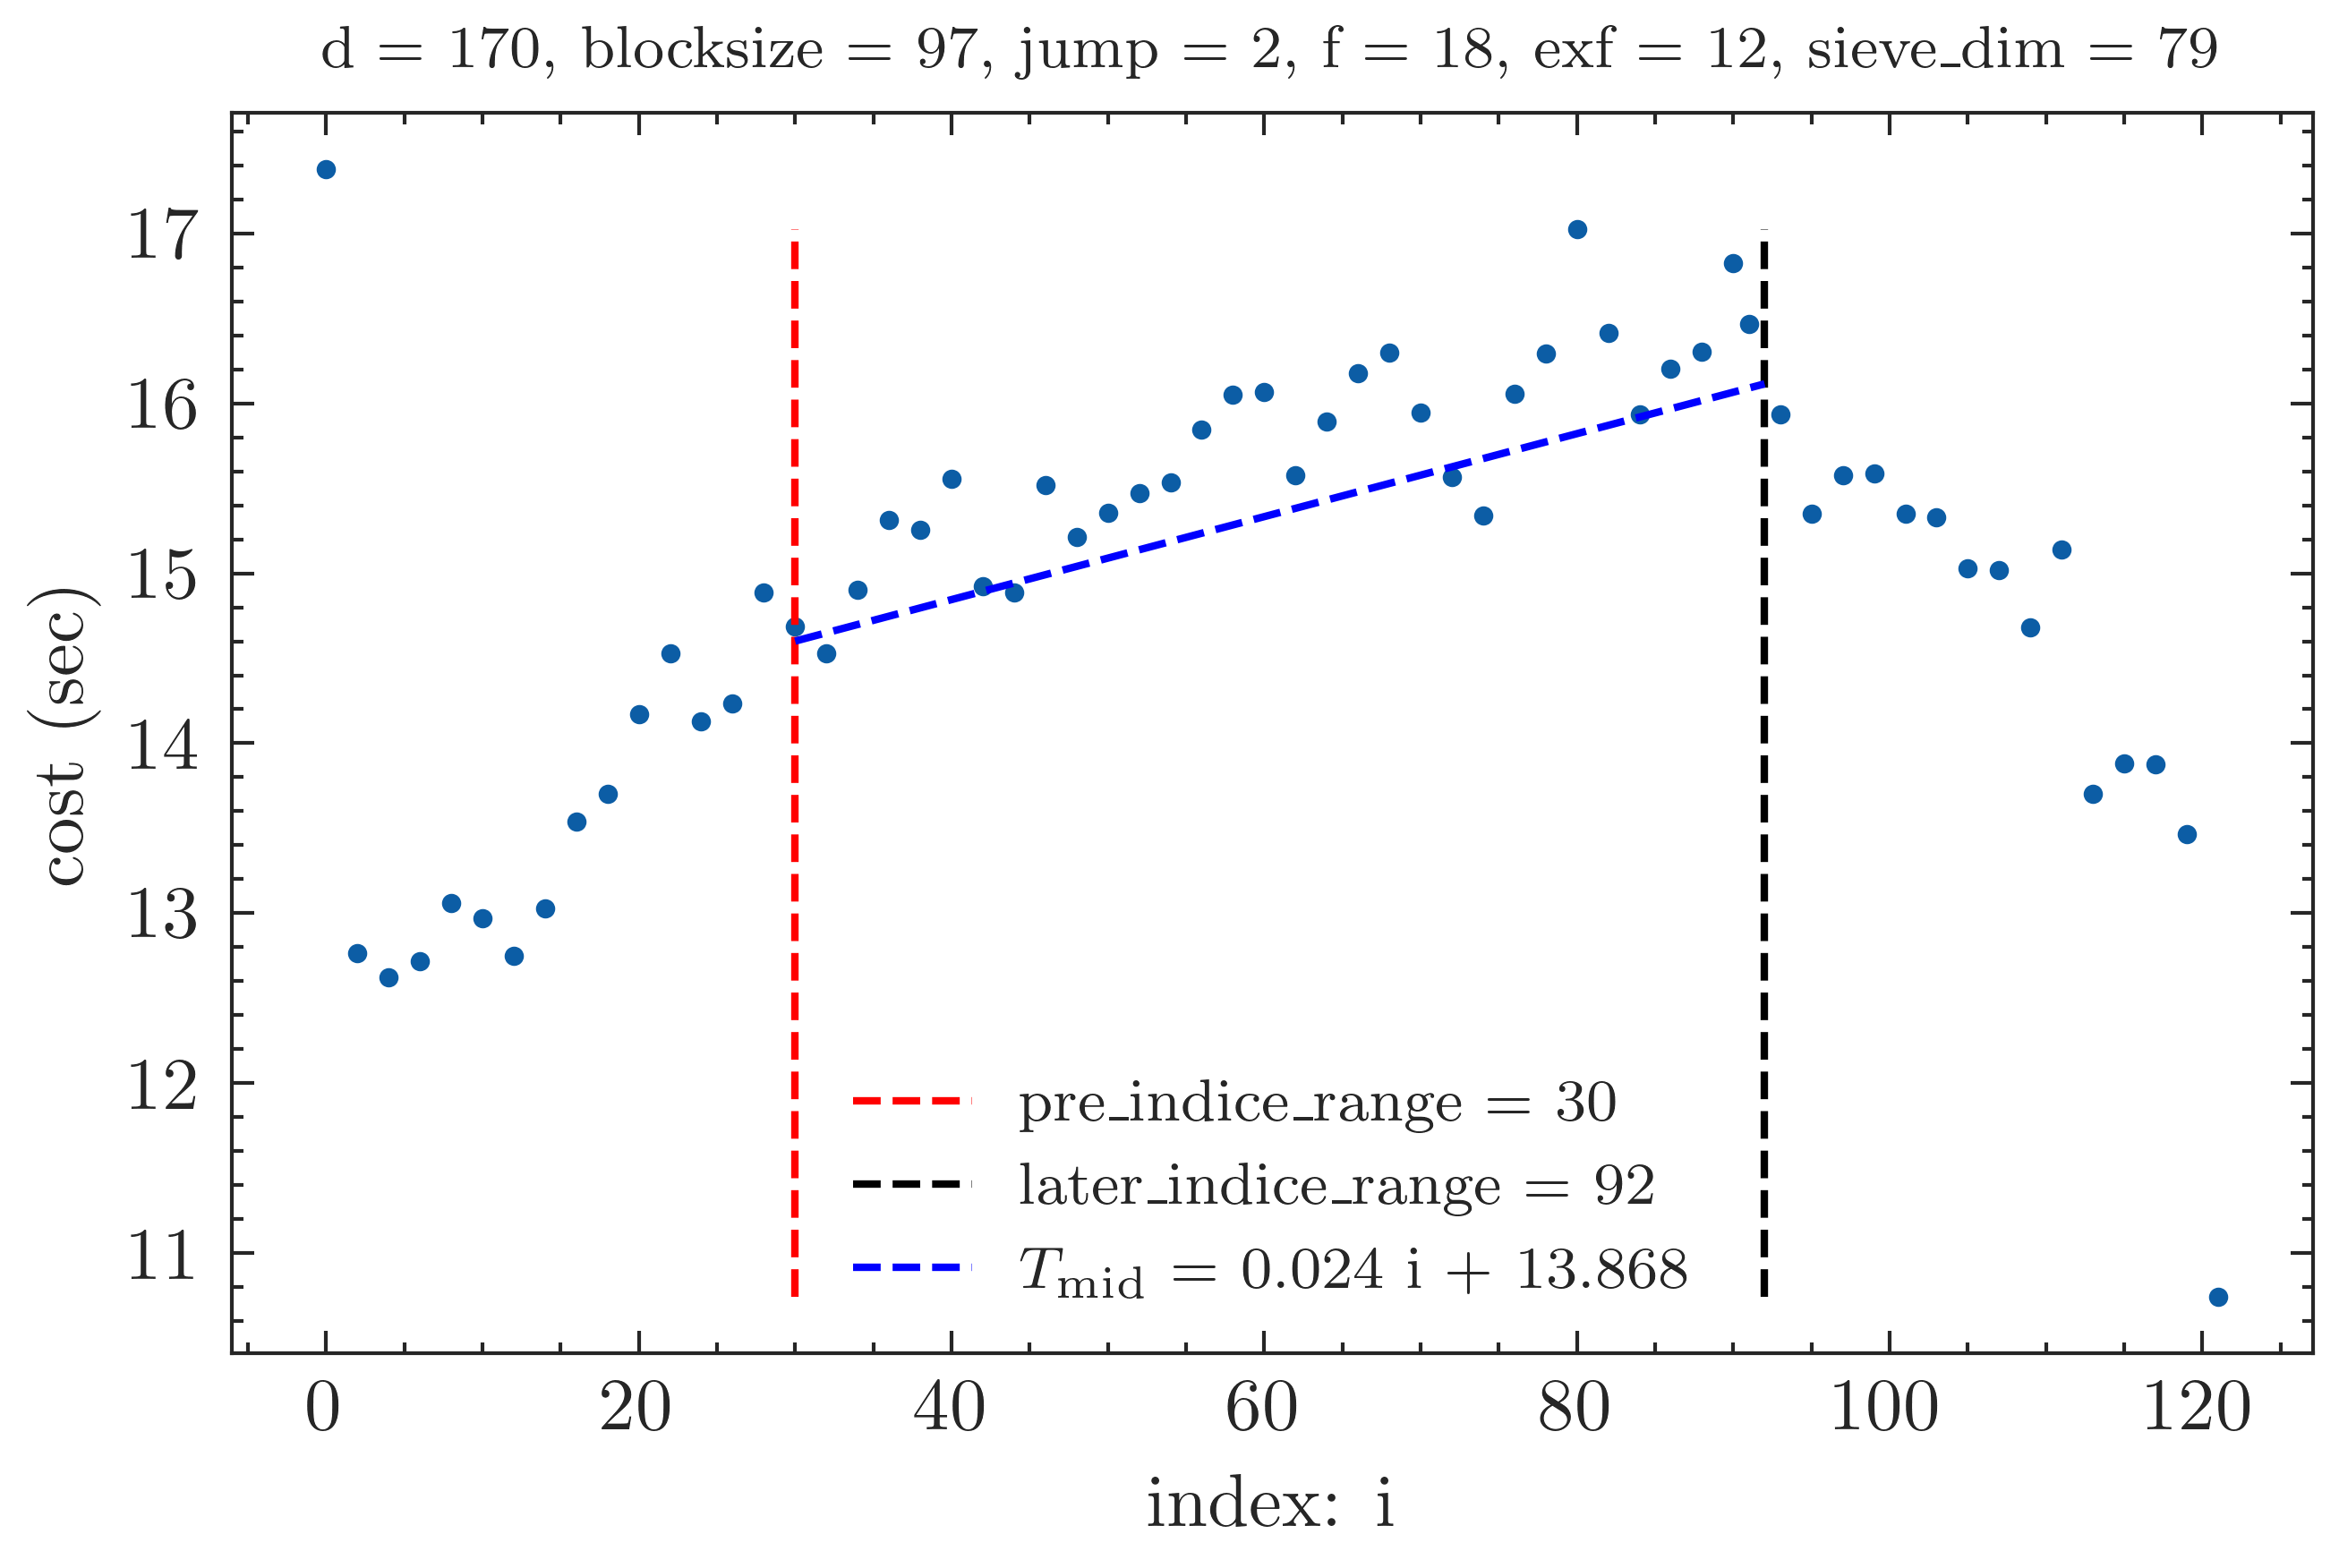 d = 170, blocksize = 97, jump = 2, f = 18, exf = 12, sieve_dim = 79
17
16
15
14
13
12
11
cost (sec)
pre_indice_range = 30
later_indice_range = 92
T_mid = 0.024 i + 13.868
0 20 40 60 80 100 120
index: i